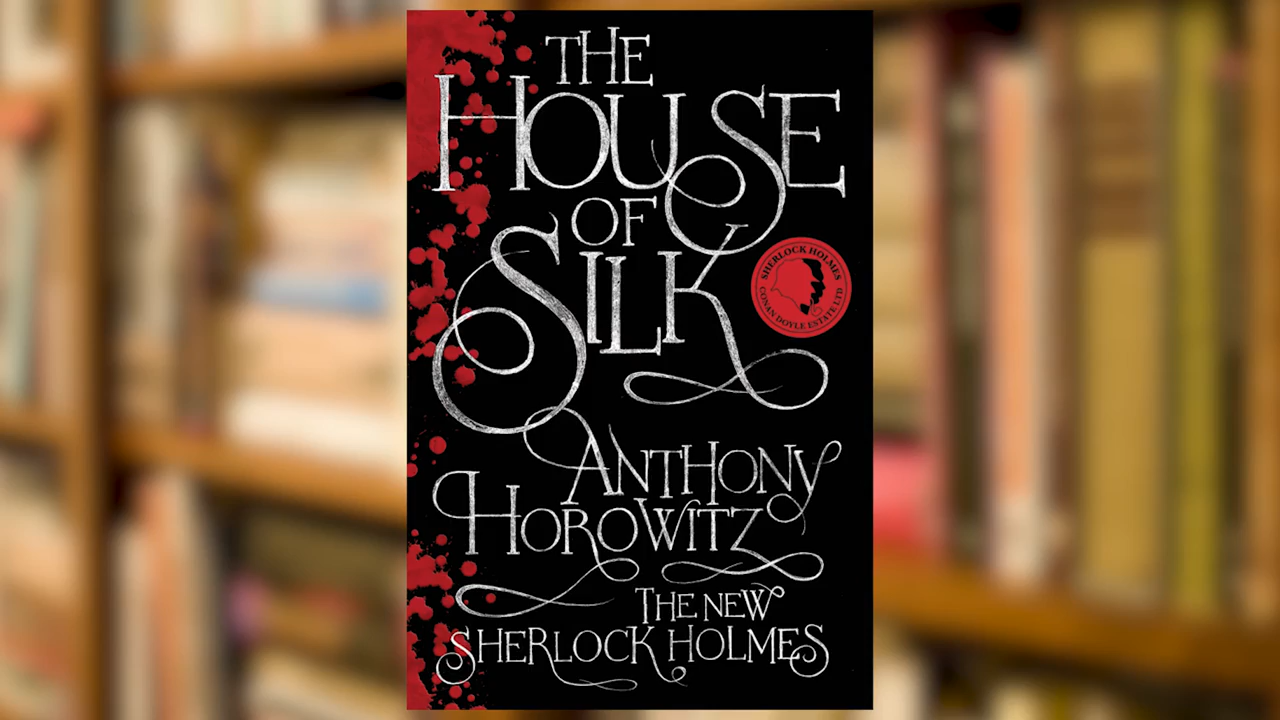 THE
HOUSE
OF
SILK
SHERLOCK HOLMES
CONAN DOYLE ESTATE LTD
ANTHONY
HOROWITZ
THE NEW
SHERLOCK HOLMES